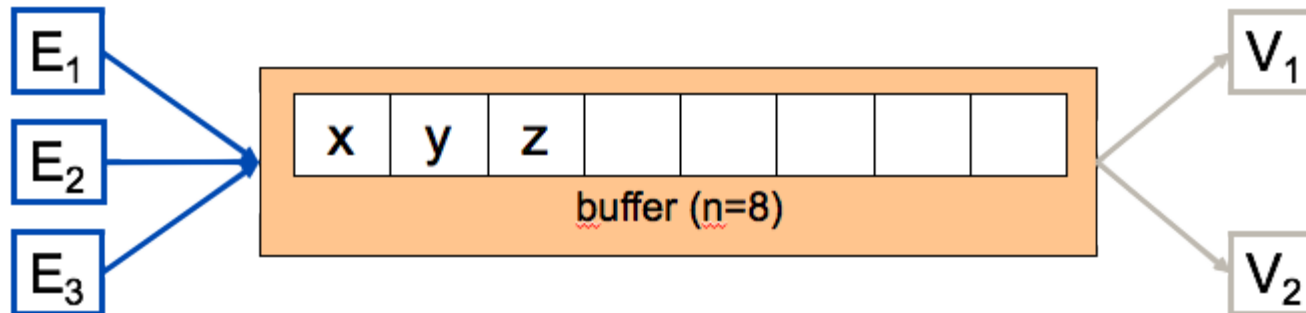 E₁
V₁
x y z
E₂
buffer (n=8)
E₃
V₂